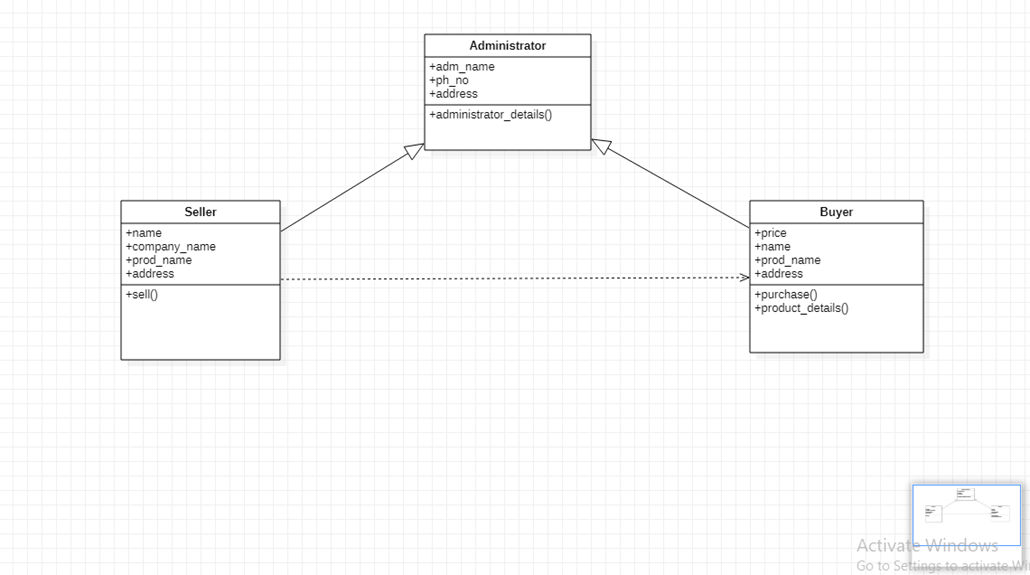 Administrator
+adm_name
+ph_no
+address
+administrator_details()
Seller
+name
+company_name
+prod_name
+address
+sell()
Buyer
+price
+name
+prod_name
+address
+purchase()
+product_details()
Activate Windows
Go to Settings to activate Wi